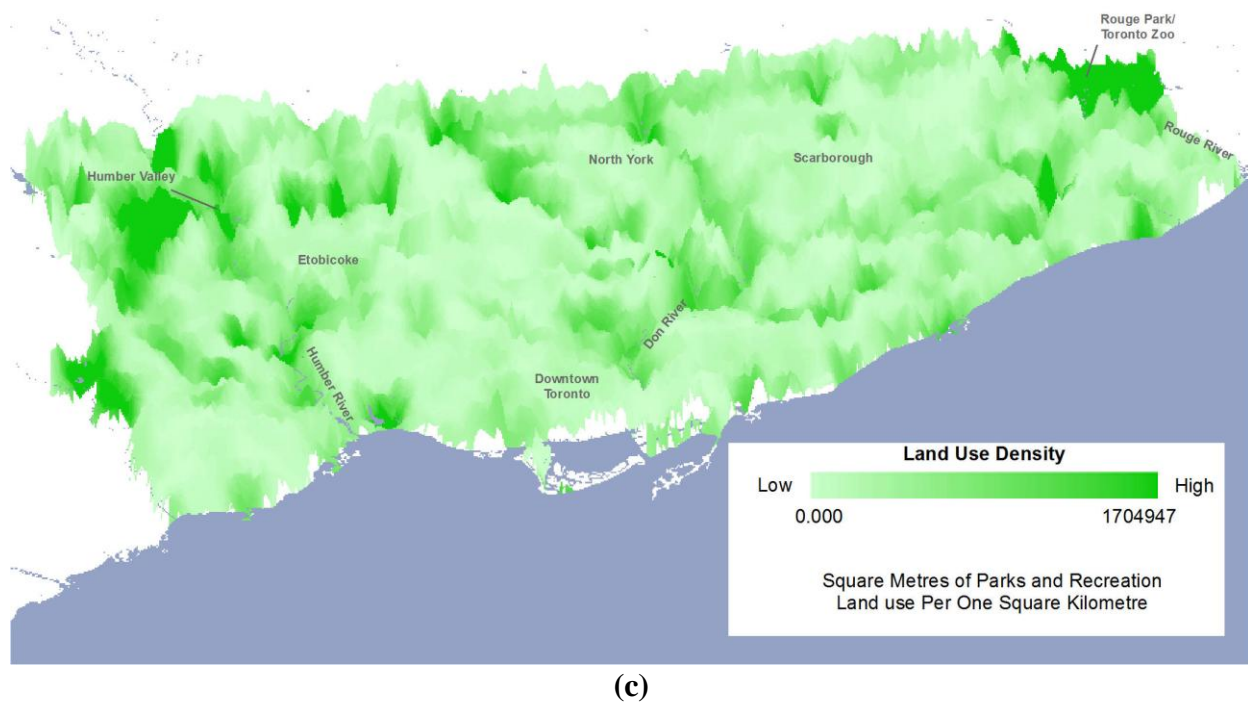 Rouge Park/
Toronto Zoo
Rouge River
North York
Scarborough
Humber Valley
Etobicoke
Don River
Humber River
Downtown
Toronto
Land Use Density
Low
High
0.000
1704947
Square Metres of Parks and Recreation
Land use Per One Square Kilometre
(c)